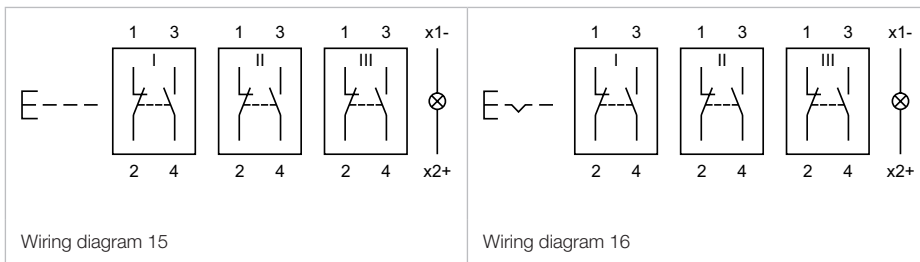 1 3 1 3 1 3 x1- 1 3 1 3 1 3 x1-
I II III I II III
2 4 2 4 2 4 x2+ 2 4 2 4 2 4 x2+
Wiring diagram 15 Wiring diagram 16